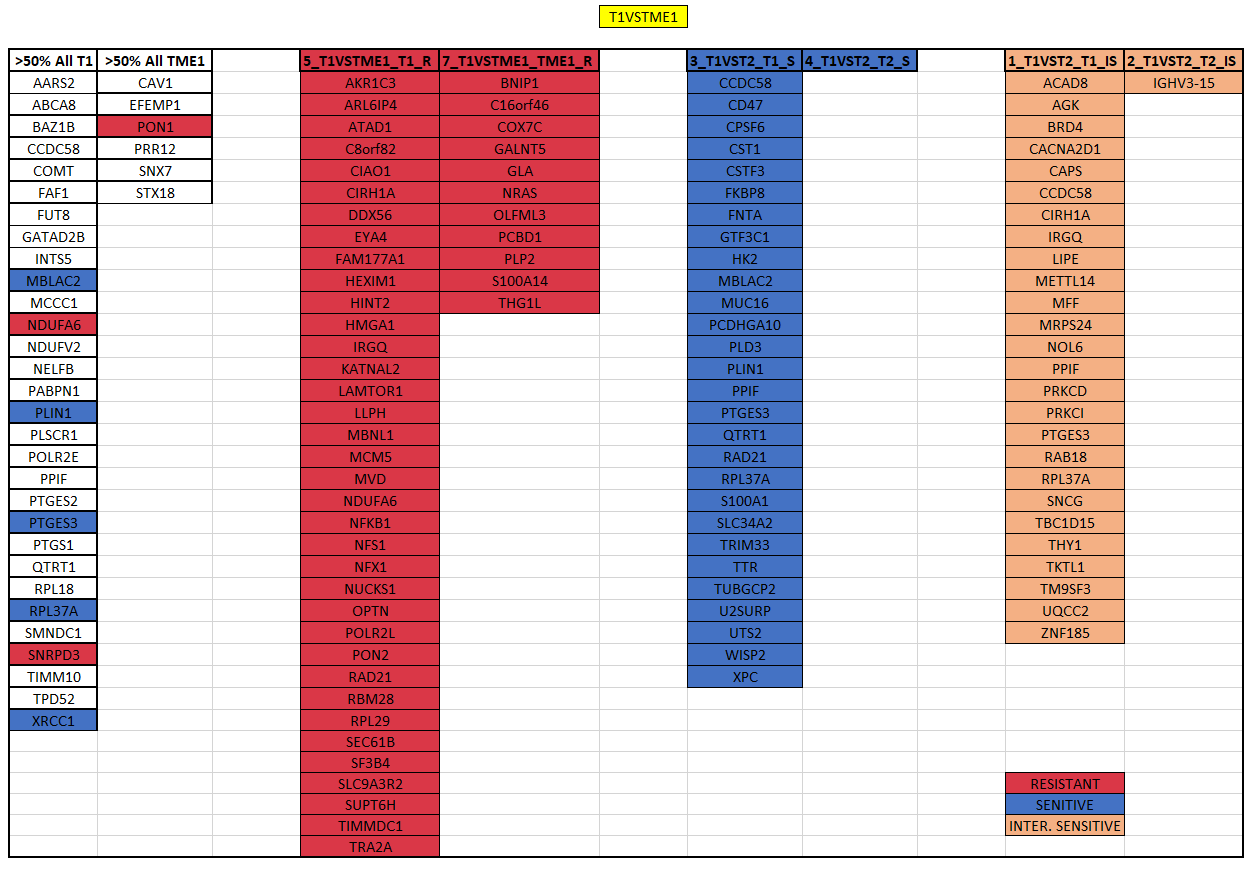 T1VSTME1
>50% All T1 >50% All TME1 5_T1VSTME1_T1_R 7_T1VSTME1_TME1_R 3_T1VST2_T1_S 4_T1VST2_T2_S 1_T1VST2_T1_IS 2_T1VST2_T2_IS
AARS2 CAV1 AKR1C3 BNIP1 CCDC58 ACAD8 IGHV3-15
ABCA8 EFEMP1 ARL6IP4 C16orf46 CD47 AGK
BAZ1B PON1 ATAD1 COX7C CPSF6 BRD4
CCDC58 PRR12 C8orf82 GALNT5 CST1 CACNA2D1
COMT SNX7 CIAO1 GLA CSTF3 CAPS
FAF1 STX18 CIRH1A NRAS FKBP8 CCDC58
FUT8 DDX56 OLFML3 FNTA CIRH1A
GATAD2B EYA4 PCBD1 GTF3C1 IRGQ
INTS5 FAM177A1 PLP2 HK2 LIPE
MBLAC2 HEXIM1 S100A14 MBLAC2 METTL14
MCCC1 HINT2 THG1L MUC16 MFF
NDUFA6 HMGA1 PCDHGA10 MRPS24
NDUFV2 IRGQ PLD3 NOL6
NELFB KATNAL2 PLIN1 PPIF
PABPN1 LAMTOR1 PPIF PRKCD
PLIN1 LLPH PTGES3 PRKCI
PLSCR1 MBNL1 QTRT1 PTGES3
POLR2E MCM5 RAD21 RAB18
PPIF MVD RPL37A RPL37A
PTGES2 NDUFA6 S100A1 SNCG
PTGES3 NFKB1 SLC34A2 TBC1D15
PTGS1 NFS1 TRIM33 THY1
QTRT1 NFX1 TTR TKTL1
RPL18 NUCKS1 TUBGCP2 TM9SF3
RPL37A OPTN U2SURP UQCC2
SMNDC1 POLR2L UTS2 ZNF185
SNRPD3 PON2 WISP2
TIMM10 RAD21 XPC
TPD52 RBM28
XRCC1 RPL29
SEC61B
SF3B4
SLC9A3R2 RESISTANT
SUPT6H SENITIVE
TIMMDC1 INTER. SENSITIVE
TRA2A